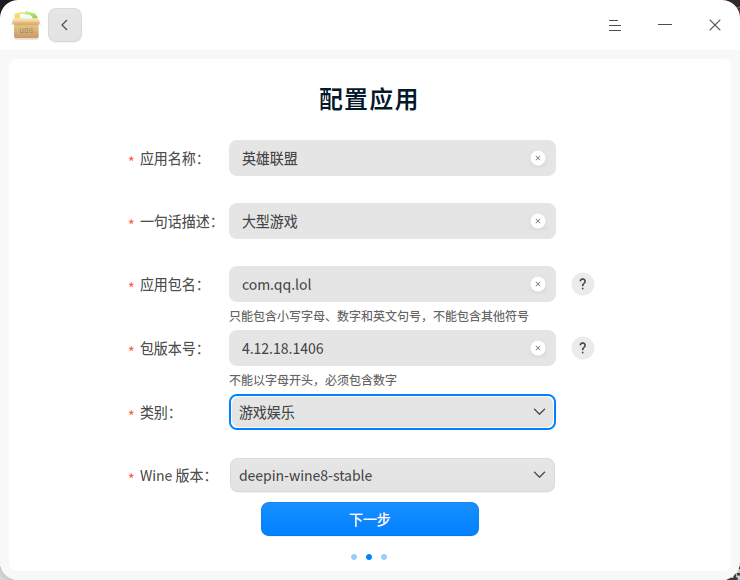 UOS
配置应用
* 应用名称： 英雄联盟
* 一句话描述： 大型游戏
* 应用包名： com.qq.lol ?
只能包含小写字母、数字和英文句号，不能包含其他符号
* 包版本号： 4.12.18.1406 ?
不能以字母开头，必须包含数字
* 类别： 游戏娱乐
* Wine 版本： deepin-wine8-stable
下一步